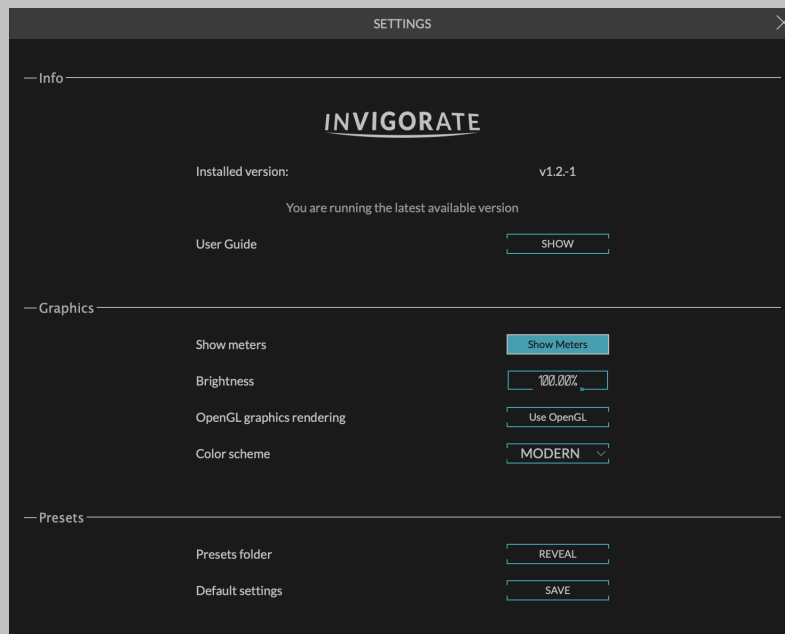 SETTINGS
Info
INVIGORATE
Installed version: v1.2.-1
You are running the latest available version
User Guide SHOW
Graphics
Show meters Show Meters
Brightness 100.00%
OpenGL graphics rendering Use OpenGL
Color scheme MODERN
Presets
Presets folder REVEAL
Default settings SAVE